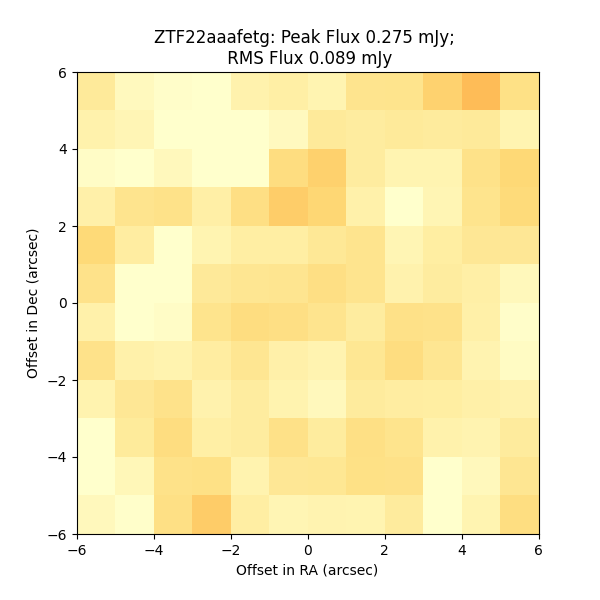 ZTF22aaafetg: Peak Flux 0.275 mJy;
RMS Flux 0.089 mJy
6
4
2
0
−2
−4
−6
Offset in Dec (arcsec)
−6 −4 −2 0 2 4 6
Offset in RA (arcsec)